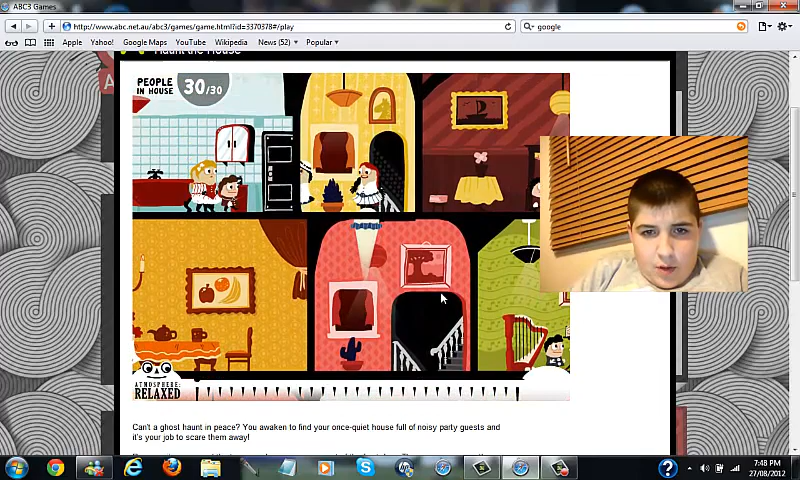 ABC3 Games
http://www.abc.net.au/abc3/games/game.html?id=3370378#/play
google
Apple Yahoo! Google Maps YouTube Wikipedia News (52) Popular
Haunt the House
PEOPLE IN HOUSE 30/30
ATMOSPHERE:
RELAXED
Can't a ghost haunt in peace? You awaken to find your once-quiet house full of noisy party guests and
it's your job to scare them away!
7:48 PM
27/08/2012